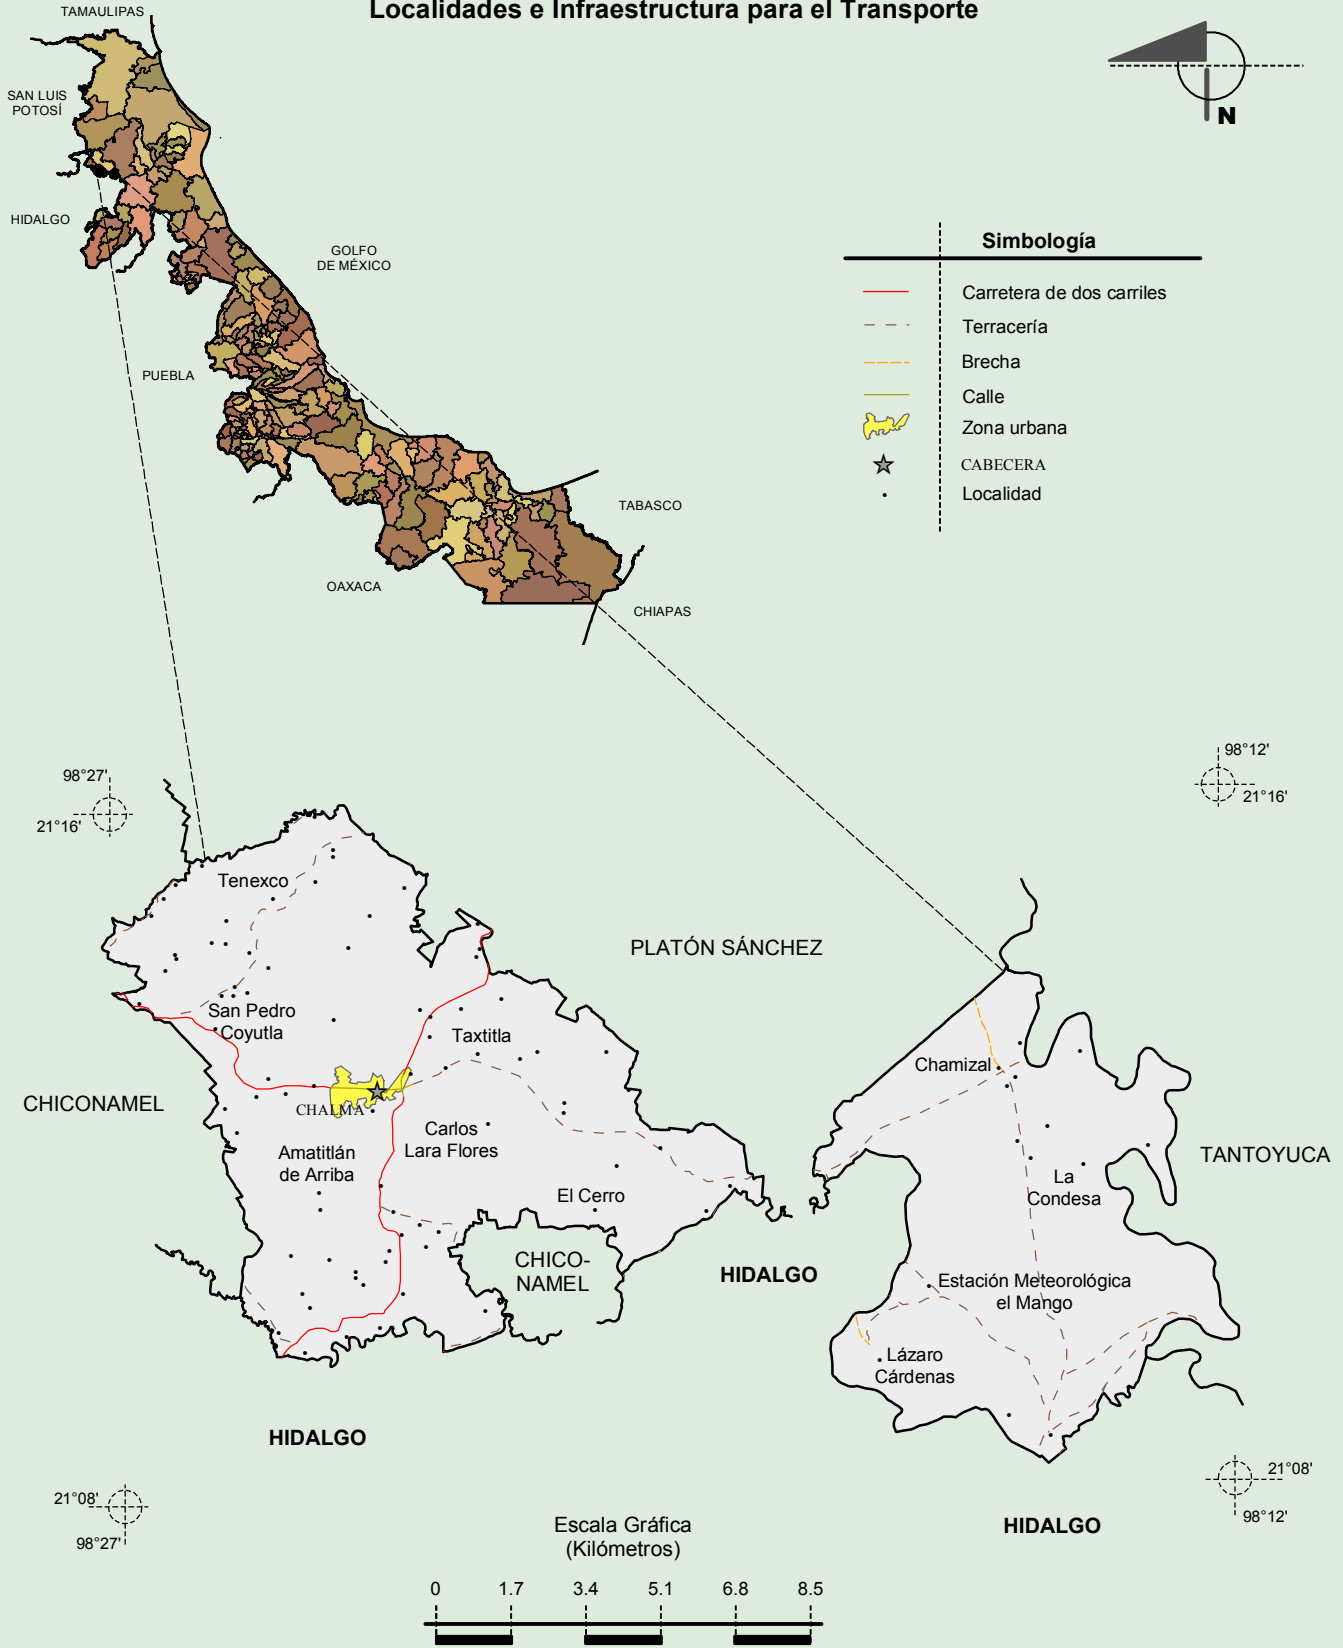 Localidades e Infraestructura para el Transporte
TAMAULIPAS
SAN LUIS
POTOSÍ
HIDALGO
GOLFO
DE MÉXICO
PUEBLA
TABASCO
OAXACA
CHIAPAS
N
Simbología
Carretera de dos carriles
Terracería
Brecha
Calle
Zona urbana
CABECERA
Localidad
98°27'
21°16'
98°12'
21°16'
Tenexco
PLATÓN SÁNCHEZ
San Pedro
Coyutla
Taxtitla
Chamizal
CHICONAMEL
CHALMA
Carlos
Lara Flores
Amatitlán
de Arriba
TANTOYUCA
La
Condesa
El Cerro
CHICO-
NAMEL
HIDALGO
Estación Meteorológica
el Mango
Lázaro
Cárdenas
HIDALGO
21°08'
98°27'
21°08'
98°12'
HIDALGO
Escala Gráfica
(Kilómetros)
0 1.7 3.4 5.1 6.8 8.5